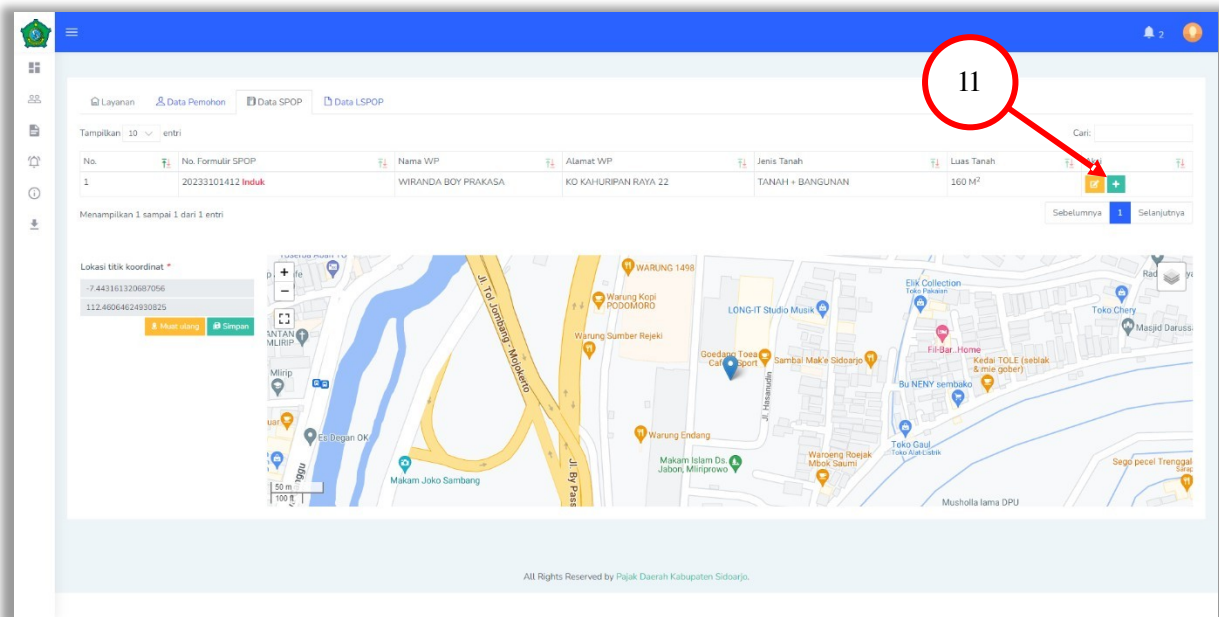 2
11
Layanan
Data Pemohon
Data SPOP
Data LSPOP
Tampilkan 10 entri
Cari:
No.
No. Formulir SPOP
Nama WP
Alamat WP
Jenis Tanah
Luas Tanah
1
20233101412 Induk
WIRANDA BOY PRAKASA
KO KAHURIPAN RAYA 22
TANAH + BANGUNAN
160 M²
Menampilkan 1 sampai 1 dari 1 entri
Sebelumnya
1
Selanjutnya
Lokasi titik koordinat *
-7.443161320687056
112.46064624930825
Muat ulang
Simpan
+
−
MLIRIP
Mlirip
Es Degan OK
50 m
100 ft
Jl. Tol Jombang - Mojokerto
Makam Joko Sambang
WARUNG 1498
Warung Kopi
PODOMORO
Warung Sumber Rejeki
Warung Endang
Jl. By Pass
Makam Islam Ds.
Jabon, Mliriprowo
LONG-IT Studio Musik
Sambal Mak'e Sidoarjo
Jl. Hasanudin
Elik Collection
Toko Pakaian
Fil-Bar..Home
Kedai TOLE (seblak
& mie gober)
Bu NENY sembako
Toko Gaul
Toko Alat Listrik
Waroeng Roejak
Mbok Saumi
Toko Chery
Masjid Daruss
Sego pecel Trenggal
Musholla lama DPU
All Rights Reserved by Pajak Daerah Kabupaten Sidoarjo.